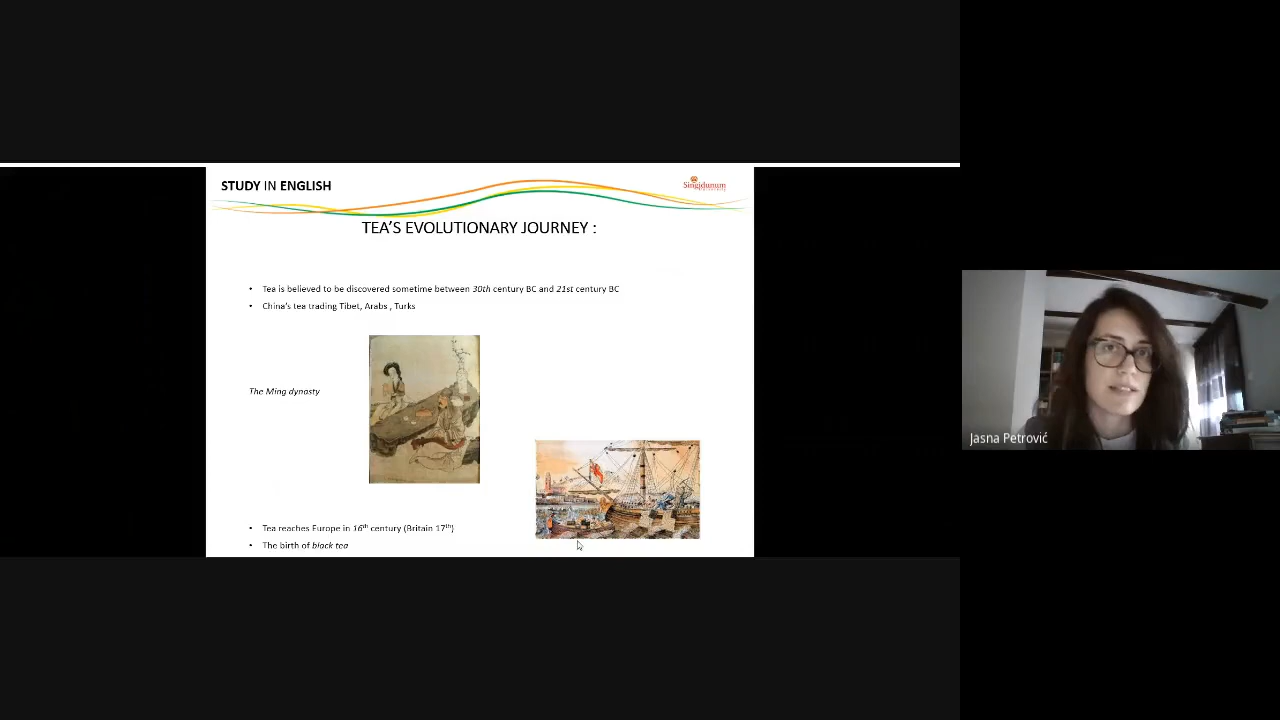 STUDY IN ENGLISH
Singidunum
TEA'S EVOLUTIONARY JOURNEY :
• Tea is believed to be discovered sometime between 30th century BC and 21st century BC
• China's tea trading Tibet, Arabs , Turks
The Ming dynasty
• Tea reaches Europe in 16th century (Britain 17th)
• The birth of black tea
Jasna Petrović